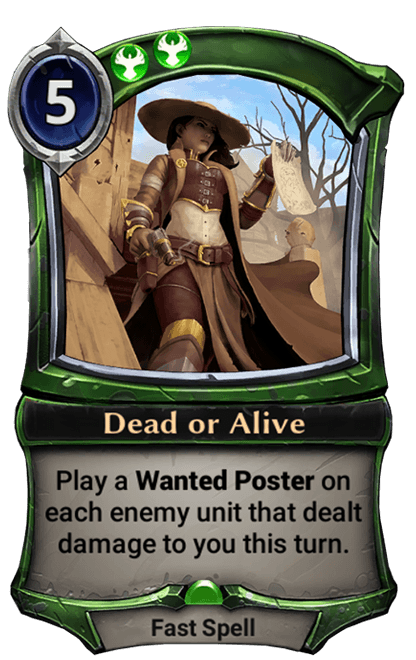 5
Dead or Alive
Play a Wanted Poster on
each enemy unit that dealt
damage to you this turn.
Fast Spell